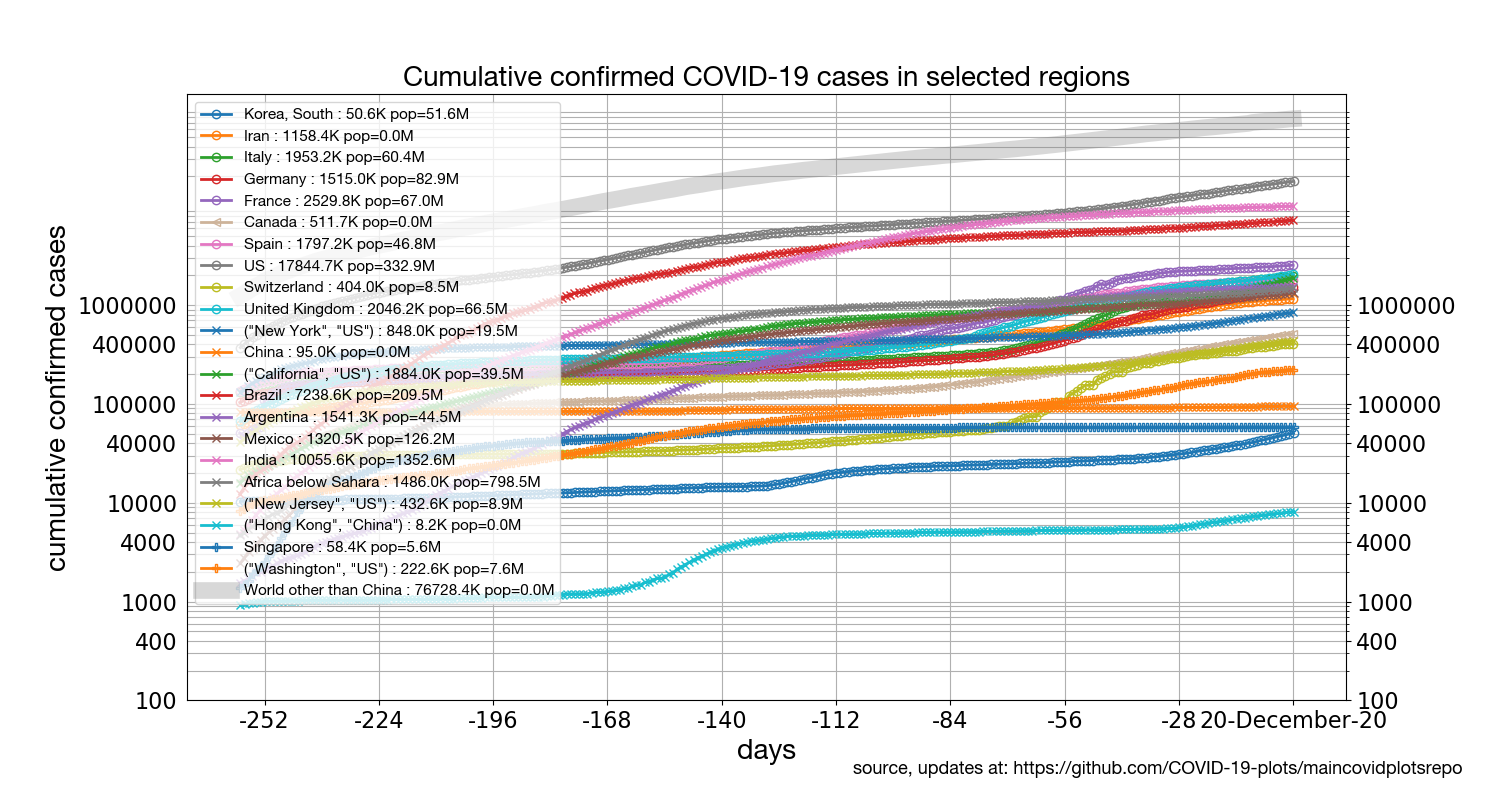 Cumulative confirmed COVID-19 cases in selected regions
Korea, South : 50.6K pop=51.6M
Iran : 1158.4K pop=0.0M
Italy : 1953.2K pop=60.4M
Germany : 1515.0K pop=82.9M
France : 2529.8K pop=67.0M
Canada : 511.7K pop=0.0M
Spain : 1797.2K pop=46.8M
US : 17844.7K pop=332.9M
Switzerland : 404.0K pop=8.5M
United Kingdom : 2046.2K pop=66.5M
("New York", "US") : 848.0K pop=19.5M
China : 95.0K pop=0.0M
("California", "US") : 1884.0K pop=39.5M
Brazil : 7238.6K pop=209.5M
Argentina : 1541.3K pop=44.5M
Mexico : 1320.5K pop=126.2M
India : 10055.6K pop=1352.6M
Africa below Sahara : 1486.0K pop=798.5M
("New Jersey", "US") : 432.6K pop=8.9M
("Hong Kong", "China") : 8.2K pop=0.0M
Singapore : 58.4K pop=5.6M
("Washington", "US") : 222.6K pop=7.6M
World other than China : 76728.4K pop=0.0M
cumulative confirmed cases
1000000
400000
100000
40000
10000
4000
1000
400
100
1000000
400000
100000
40000
10000
4000
1000
400
100
-252 -224 -196 -168 -140 -112 -84 -56 -28 20-December-20
days
source, updates at: https://github.com/COVID-19-plots/maincovidplotsrepo